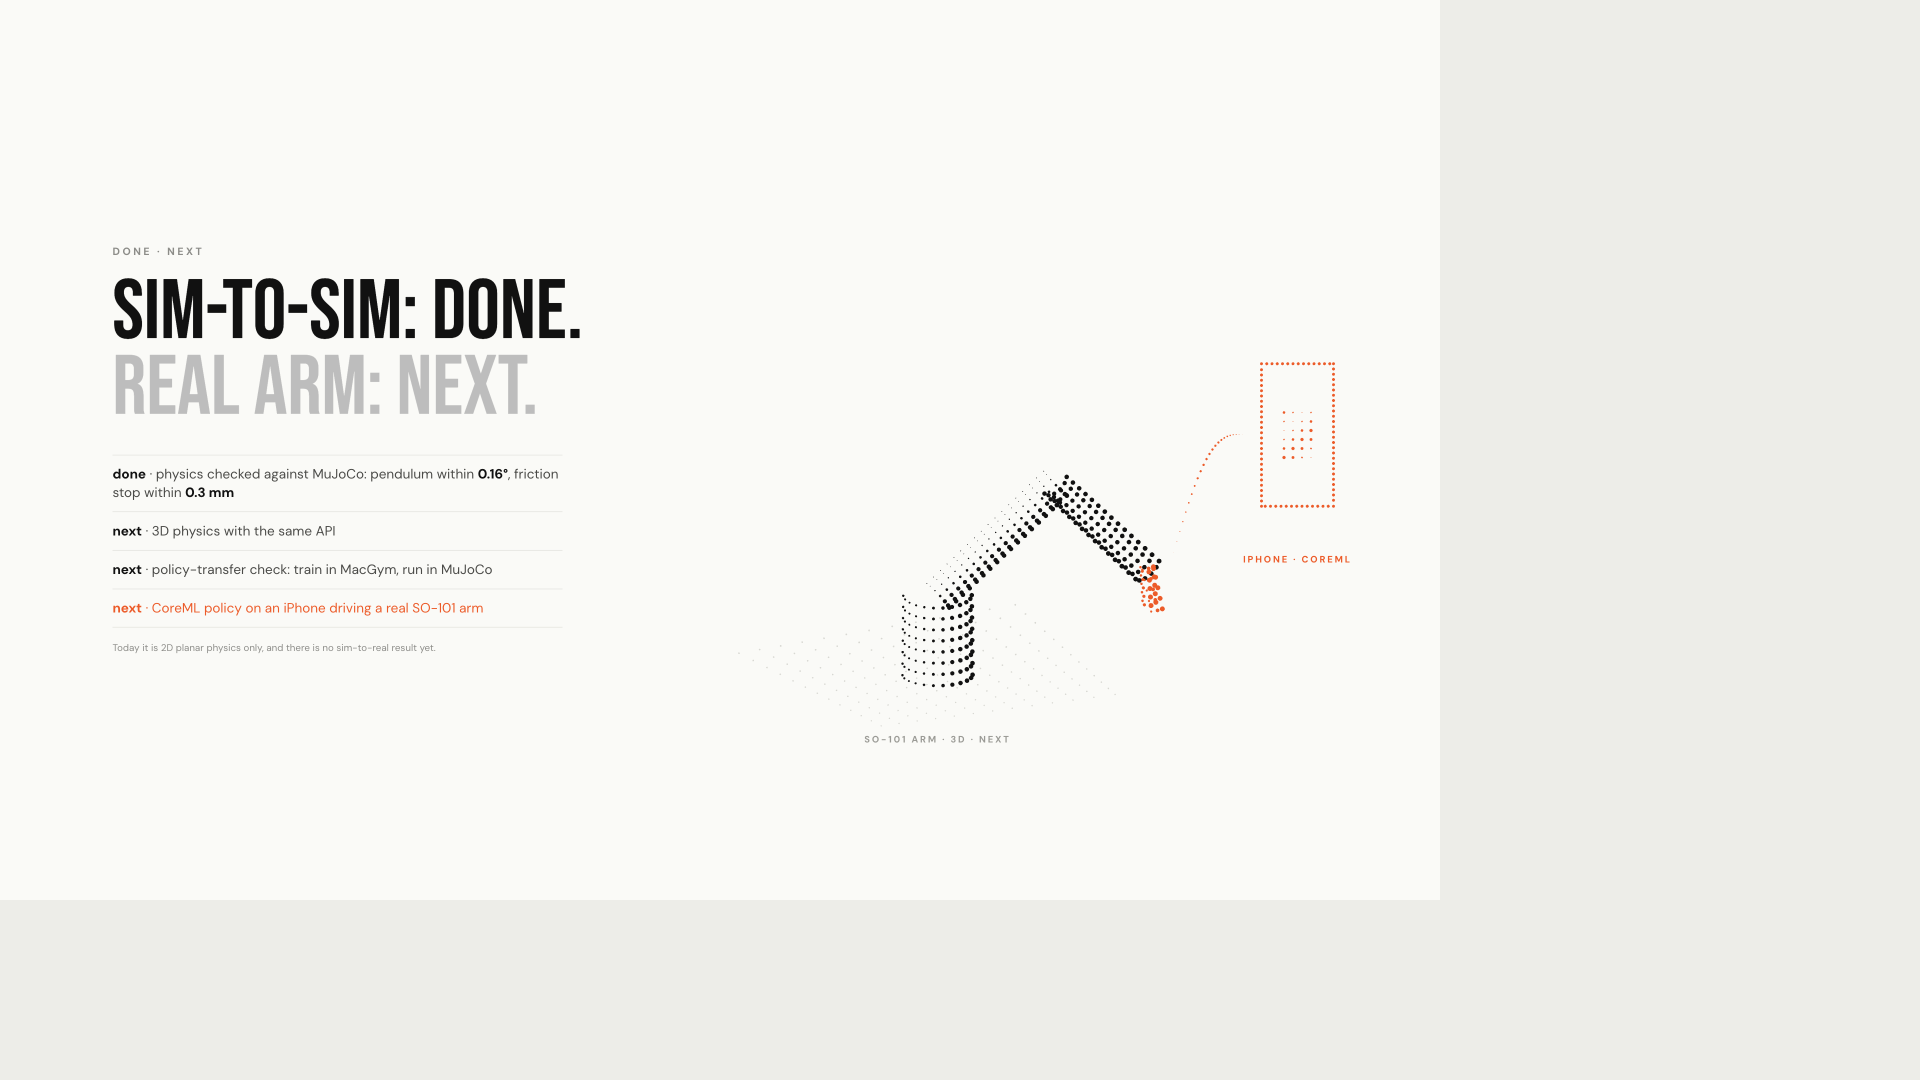 DONE · NEXT
SIM-TO-SIM: DONE.
REAL ARM: NEXT.
done · physics checked against MuJoCo: pendulum within 0.16°, friction
stop within 0.3 mm
next · 3D physics with the same API
next · policy-transfer check: train in MacGym, run in MuJoCo
next · CoreML policy on an iPhone driving a real SO-101 arm
Today it is 2D planar physics only, and there is no sim-to-real result yet.
IPHONE · COREML
SO-101 ARM · 3D · NEXT